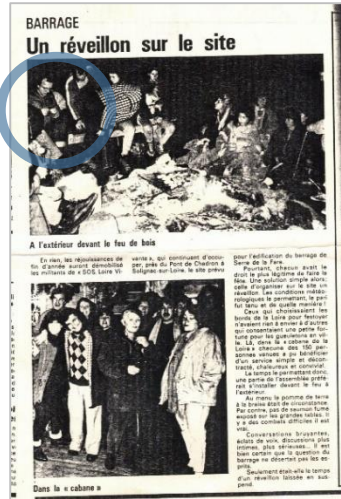 BARRAGE
Un réveillon sur le site
A l'extérieur devant le feu de bois
En rien, les réjouissances de
fin d'année auront démobilisé
les militants de « SOS, Loire Vi-
vante », qui continuent d'occu-
per, près du Pont de Chadron à
Solignac-sur-Loire, le site prévu
pour l'édification du barrage de
Serre de la Fare.
Pourtant, chacun avait le
droit le plus légitime de faire la
fête. Une solution simple alors,
celle d'organiser sur le site un
réveillon. Les conditions météo-
rologiques le permettant, le pari
fut tenu et de quelle manière !
Ceux qui choisissaient les
bords de la Loire pour festoyer
n'avaient rien à envier à d'autres
qui consentaient une petite for-
tune pour les gueuletons en vil-
le. Là, dans la « cabane de la
Loire » chacune des 150 per-
sonnes venues a pu bénéficier
d'un service simple et décon-
tracté, chaleureux et convivial.
Le temps le permettant donc,
une partie de l'assemblée préfé-
rait s'installer devant le feu à
l'extérieur.
Au menu la pomme de terre
à la braise était de circonstance.
Par contre, pas de saumon fumé
exposé sur les grandes tables. Il
y a des combats difficiles il est
vrai.
Conversations bruyantes,
éclats de voix, discussions plus
intimes, plus sérieuses... Il est
bien certain que la question du
barrage ne désertait pas les es-
prits.
Seulement était-elle le temps
d'un réveillon laissée en sus-
pend.
Dans la « cabane »